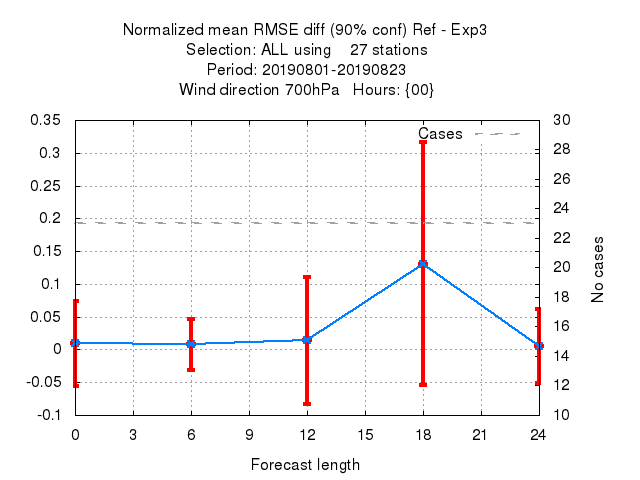 Normalized mean RMSE diff (90% conf) Ref - Exp3
Selection: ALL using    27 stations
Period: 20190801-20190823
Wind direction 700hPa   Hours: {00}
Cases
0.35
0.3
0.25
0.2
0.15
0.1
0.05
0
-0.05
-0.1
30
28
26
24
22
20
18
16
14
12
10
No cases
0 3 6 9 12 15 18 21 24
Forecast length